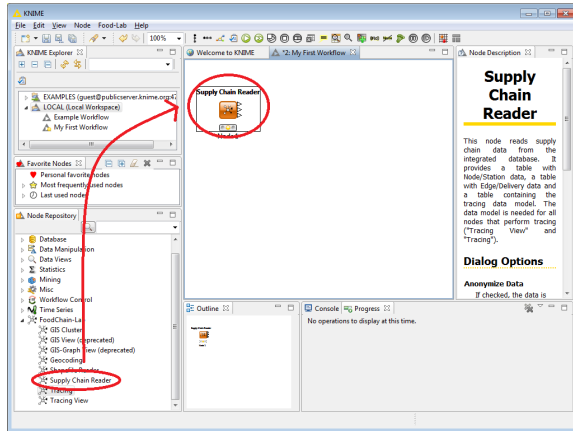 KNIME
File Edit View Node Food-Lab Help
100%
KNIME Explorer
EXAMPLES (guest@publicserver.knime.org:47
LOCAL (Local Workspace)
Example Workflow
My First Workflow
Favorite Nodes
Personal favorite nodes
Most frequently used nodes
Last used nodes
Node Repository
Database
Data Manipulation
Data Views
Statistics
Mining
Misc
Workflow Control
Time Series
FoodChain-Lab
GIS Cluster
GIS View (deprecated)
GIS-Graph View (deprecated)
Geocoding
Shapefile Reader
Supply Chain Reader
Tracing
Tracing View
Welcome to KNIME
*2: My First Workflow
Supply Chain Reader
Outline
Supply Chain Reader
Console
Progress
No operations to display at this time.
Node Description
Supply
Chain
Reader
This node reads supply
chain data from the
integrated database. It
provides a table with
Node/Station data, a table
with Edge/Delivery data and
a table containing the
tracing data model. The
data model is needed for all
nodes that perform tracing
("Tracing View" and
"Tracing").
Dialog Options
Anonymize Data
If checked, the data is